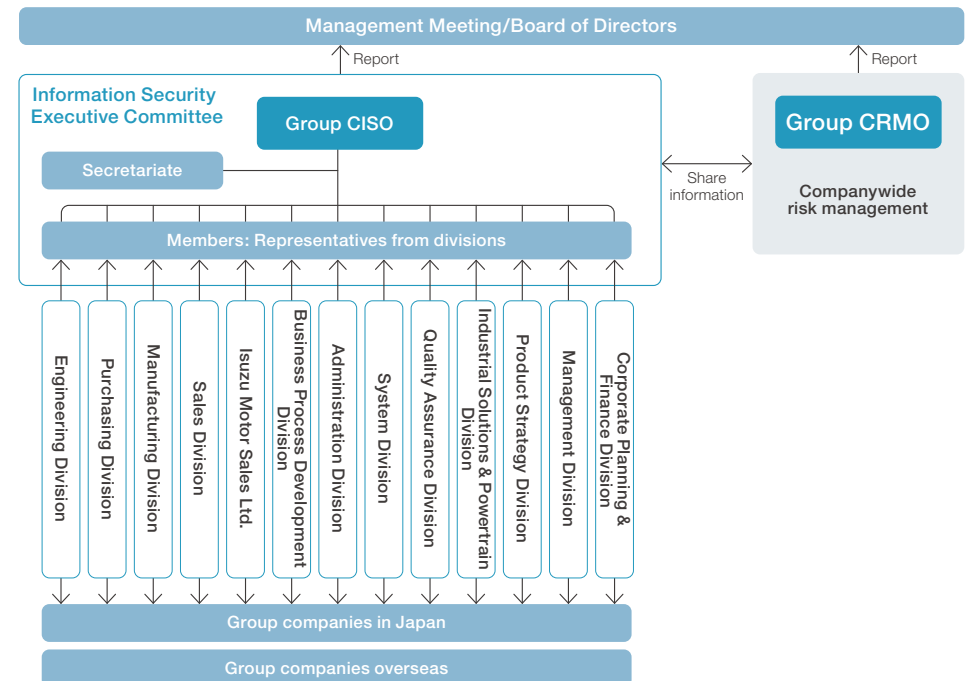 Management Meeting/Board of Directors
Report
Report
Information Security
Executive Committee
Group CISO
Group CRMO
Secretariate
Share
information
Companywide
risk management
Members: Representatives from divisions
Engineering Division
Purchasing Division
Manufacturing Division
Sales Division
Isuzu Motor Sales Ltd.
Business Process Development
Division
Administration Division
System Division
Quality Assurance Division
Industrial Solutions & Powertrain
Division
Product Strategy Division
Management Division
Corporate Planning &
Finance Division
Group companies in Japan
Group companies overseas